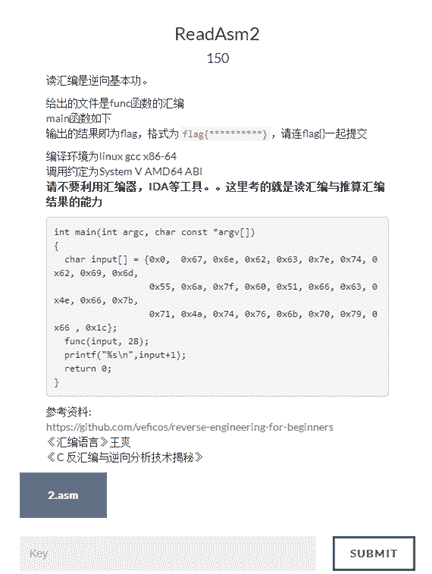 ReadAsm2
150
读汇编是逆向基本功。
给出的文件是func函数的汇编
main函数如下
输出的结果即为flag，格式为 flag{**********} ，请连flag{}一起提交
编译环境为linux gcc x86-64
调用约定为System V AMD64 ABI
请不要利用汇编器，IDA等工具。。这里考的就是读汇编与推算汇编
结果的能力
int main(int argc, char const *argv[])
{
  char input[] = {0x0,  0x67, 0x6e, 0x62, 0x63, 0x7e, 0x74, 0
x62, 0x69, 0x6d,
                  0x55, 0x6a, 0x7f, 0x60, 0x51, 0x66, 0x63, 0
x4e, 0x66, 0x7b,
                  0x71, 0x4a, 0x74, 0x76, 0x6b, 0x70, 0x79, 0
x66 , 0x1c};
  func(input, 28);
  printf("%s\n",input+1);
  return 0;
}
参考资料:
https://github.com/veficos/reverse-engineering-for-beginners
《汇编语言》王爽
《C 反汇编与逆向分析技术揭秘》
2.asm
Key
SUBMIT